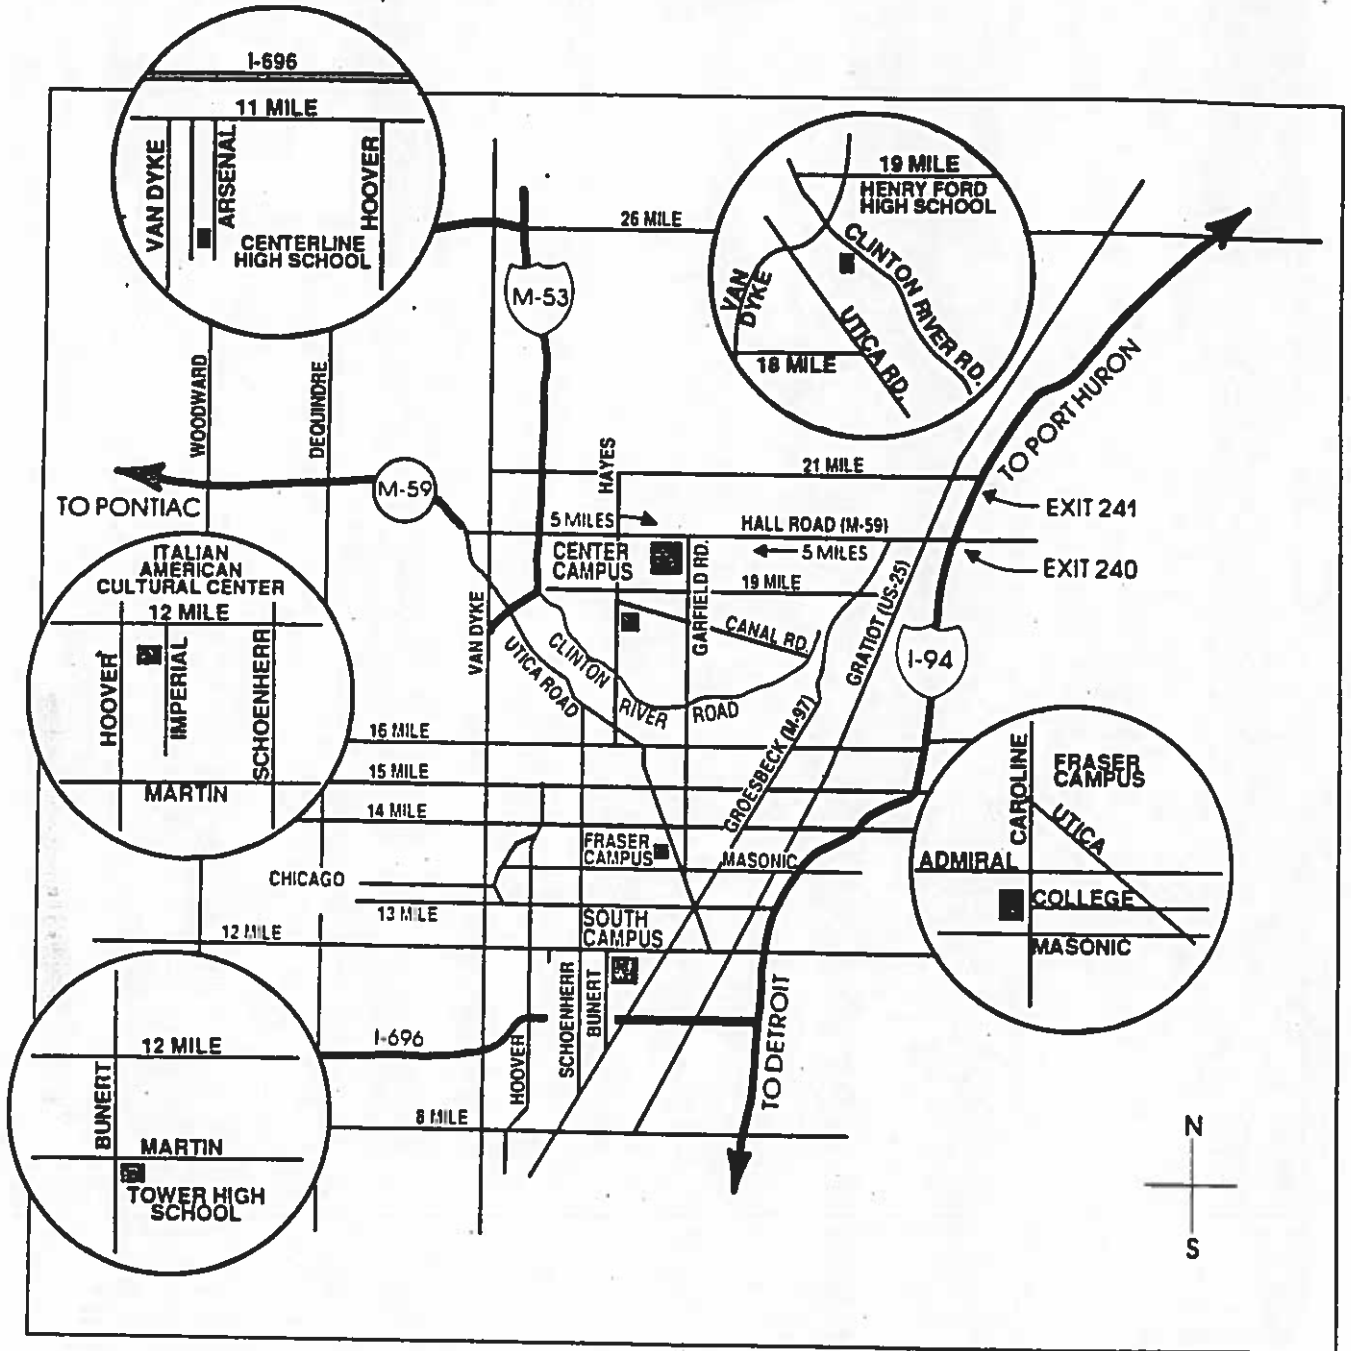 I-696
11 MILE
VAN DYKE
ARSENAL
HOOVER
CENTERLINE
HIGH SCHOOL
26 MILE
M-53
19 MILE
HENRY FORD
HIGH SCHOOL
CLINTON RIVER RD.
VAN
DYKE
UTICA RD.
18 MILE
WOODWARD
DEQUINDRE
TO PORT HURON
M-59
TO PONTIAC
HAYES
21 MILE
EXIT 241
5 MILES
HALL ROAD (M-59)
5 MILES
EXIT 240
CENTER
CAMPUS
GARFIELD RD.
19 MILE
CANAL RD.
GRATIOT (US-25)
I-94
VAN DYKE
UTICA ROAD
CLINTON
RIVER
ROAD
GROESBECK (M-97)
ITALIAN
AMERICAN
CULTURAL CENTER
12 MILE
HOOVER
IMPERIAL
SCHOENHERR
MARTIN
16 MILE
15 MILE
14 MILE
FRASER
CAMPUS
MASONIC
CHICAGO
13 MILE
12 MILE
SOUTH
CAMPUS
CAROLINE
FRASER
CAMPUS
UTICA
ADMIRAL
COLLEGE
MASONIC
SCHOENHERR
BUNERT
HOOVER
I-696
TO DETROIT
8 MILE
12 MILE
BUNERT
MARTIN
TOWER HIGH
SCHOOL
N
S